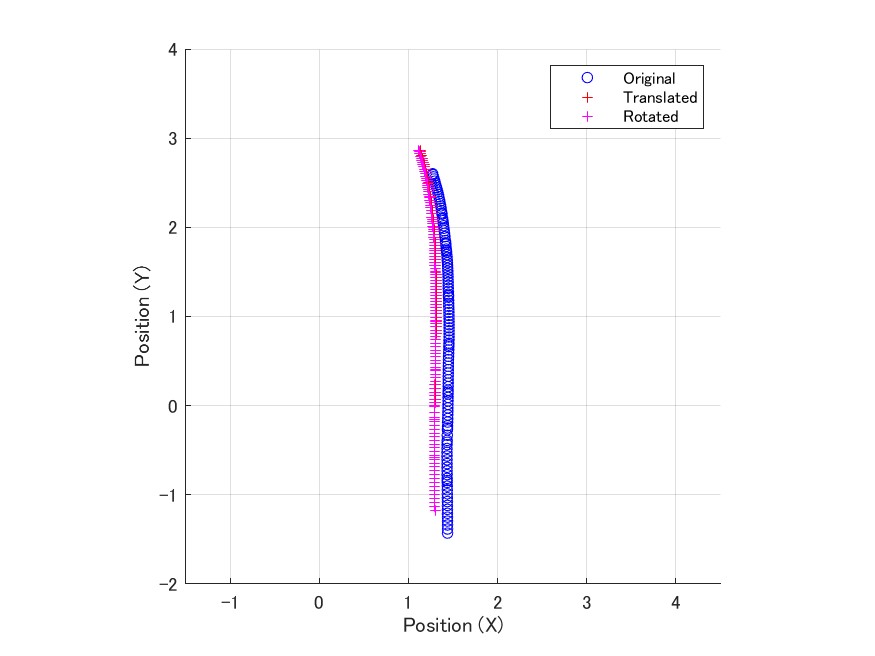 4
3
2
1
0
−1
−2
−1
0
1
2
3
4
Position (X)
Position (Y)
Original
Translated
Rotated